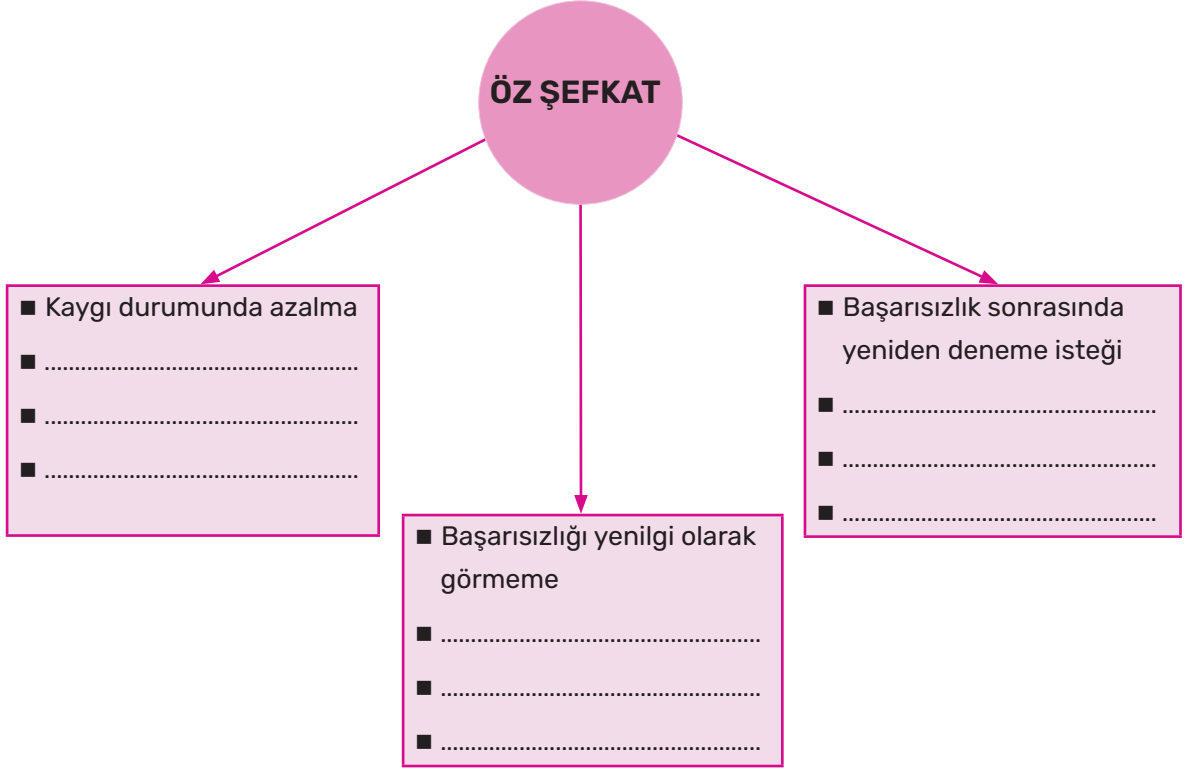 ÖZ ŞEFKAT
■ Kaygı durumunda azalma
■ ....................................................
■ ....................................................
■ ....................................................
■ Başarısızlığı yenilgi olarak
görmeme
■ .....................................................
■ .....................................................
■ .....................................................
■ Başarısızlık sonrasında
yeniden deneme isteği
■ ....................................................
■ ....................................................
■ ....................................................